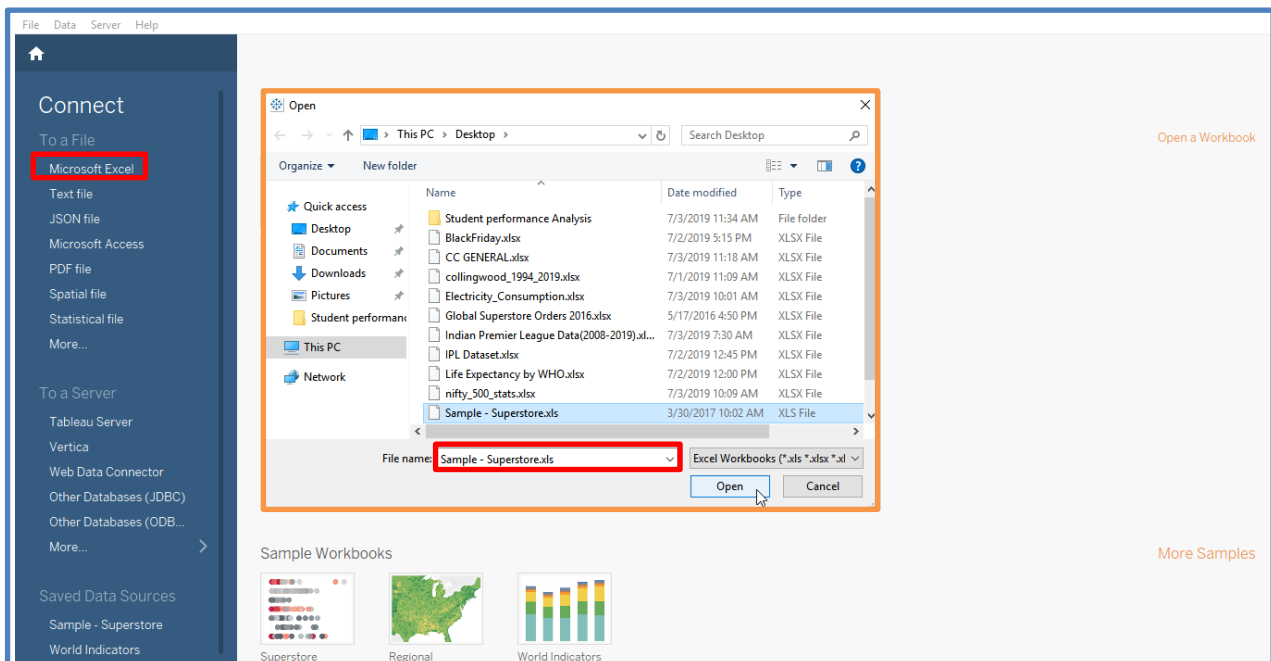 File Data Server Help
Connect
To a File
Microsoft Excel
Text file
JSON file
Microsoft Access
PDF file
Spatial file
Statistical file
More...
To a Server
Tableau Server
Vertica
Web Data Connector
Other Databases (JDBC)
Other Databases (ODB...
More...
Saved Data Sources
Sample - Superstore
World Indicators
Open
This PC > Desktop >
Search Desktop
Organize
New folder
Quick access
Desktop
Documents
Downloads
Pictures
Student performanc
This PC
Network
Name Date modified Type
Student performance Analysis 7/3/2019 11:34 AM File folder
BlackFriday.xlsx 7/2/2019 5:15 PM XLSX File
CC GENERAL.xlsx 7/3/2019 11:18 AM XLSX File
collingwood_1994_2019.xlsx 7/1/2019 11:09 AM XLSX File
Electricity_Consumption.xlsx 7/3/2019 10:01 AM XLSX File
Global Superstore Orders 2016.xlsx 5/17/2016 4:50 PM XLSX File
Indian Premier League Data(2008-2019).xl... 7/3/2019 7:30 AM XLSX File
IPL Dataset.xlsx 7/2/2019 12:45 PM XLSX File
Life Expectancy by WHO.xlsx 7/2/2019 12:00 PM XLSX File
nifty_500_stats.xlsx 7/3/2019 10:09 AM XLSX File
Sample - Superstore.xls 3/30/2017 10:02 AM XLS File
File name: Sample - Superstore.xls Excel Workbooks (*.xls *.xlsx *.xl
Open Cancel
Open a Workbook
Sample Workbooks
More Samples
Superstore
Regional
World Indicators